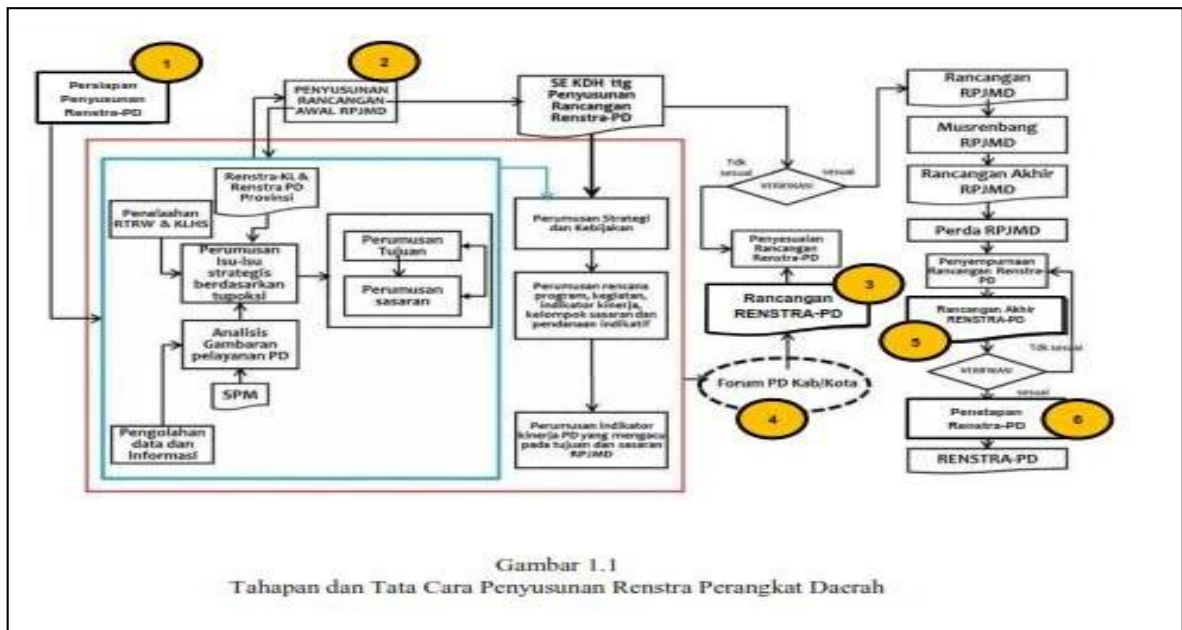 1
Persiapan
Penyusunan
Renstra-PD
2
PENYUSUNAN
RANCANGAN
AWAL RPJMD
SE KDH ttg
Penyusunan
Rancangan
Renstra-PD
Renstra-KL &
Renstra PD
Provinsi
Penelaahan
RTRW & KLHS
Perumusan
Isu-isu
strategis
berdasarkan
tupoksi
Perumusan
Tujuan
Perumusan
sasaran
Analisis
Gambaran
pelayanan PD
SPM
Pengolahan
data dan
Informasi
Perumusan Strategi
dan Kebijakan
Perumusan rencana
program, kegiatan,
indikator kinerja,
kelompok sasaran dan
pendanaan indikatif
Perumusan indikator
kinerja PD yang mengacu
pada tujuan dan sasaran
RPJMD
Tdk
sesuai
VERIFIKASI
sesuai
Penyesuaian
Rancangan
Renstra-PD
3
Rancangan
RENSTRA-PD
Forum PD Kab/Kota
4
Rancangan
RPJMD
Musrenbang
RPJMD
Rancangan Akhir
RPJMD
Perda RPJMD
Penyempurnaan
Rancangan Renstra-
PD
Rancangan Akhir
RENSTRA-PD
5
Tdk sesuai
VERIFIKASI
sesuai
Penetapan
Renstra-PD
6
RENSTRA-PD
Gambar 1.1
Tahapan dan Tata Cara Penyusunan Renstra Perangkat Daerah